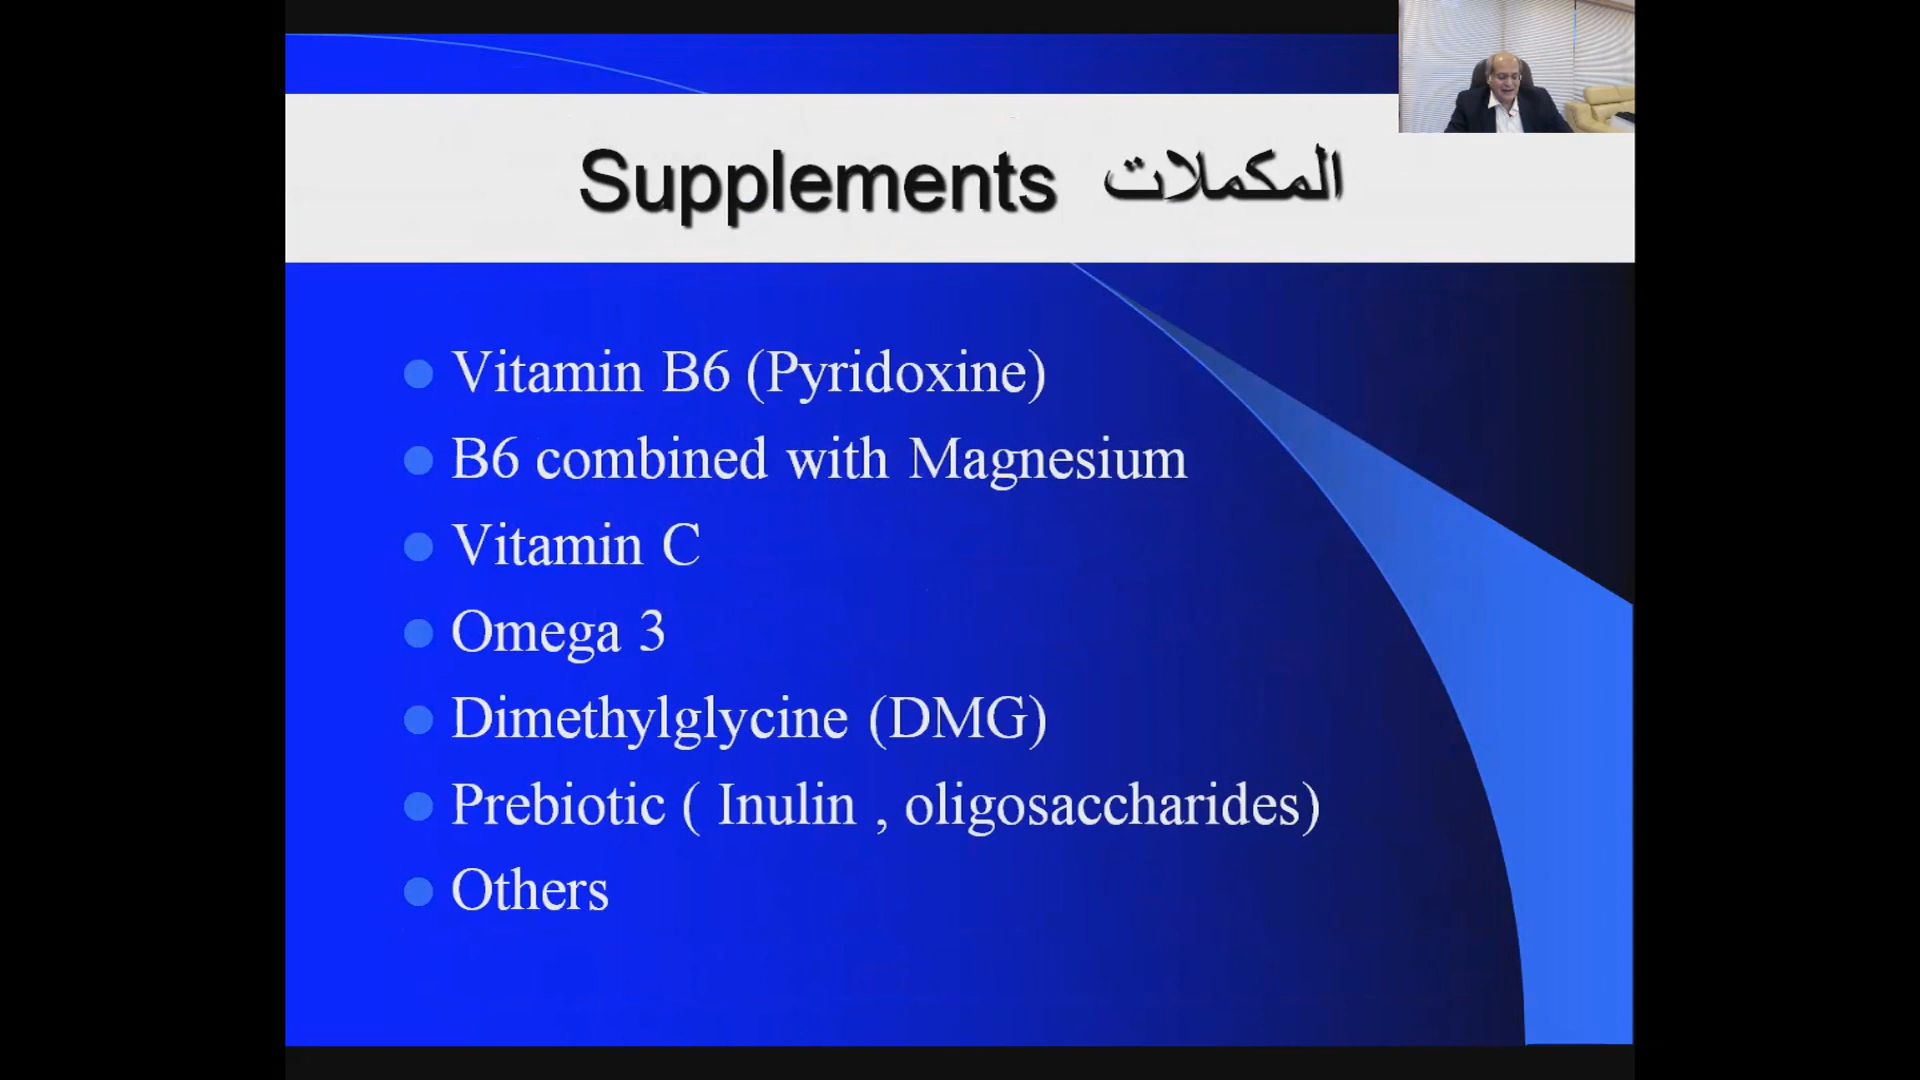 Supplements المكملات
Vitamin B6 (Pyridoxine)
B6 combined with Magnesium
Vitamin C
Omega 3
Dimethylglycine (DMG)
Prebiotic ( Inulin , oligosaccharides)
Others